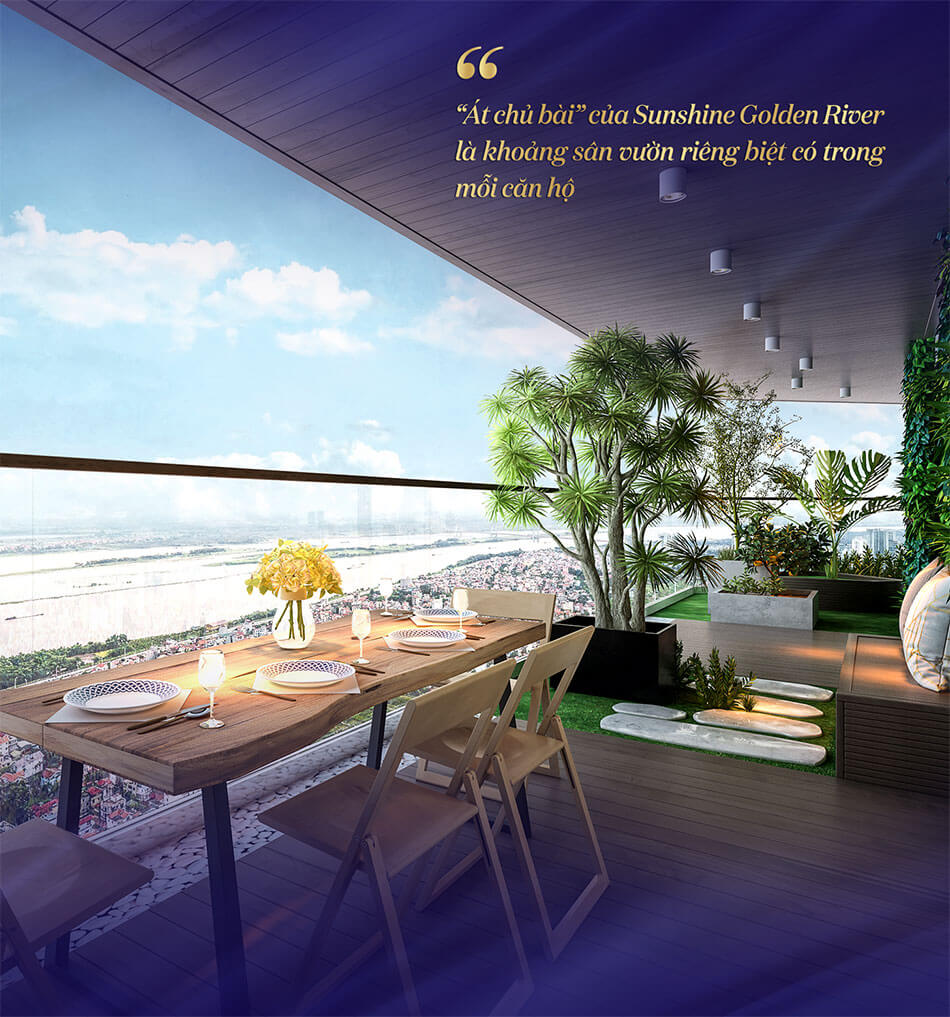 “
“Át chủ bài” của Sunshine Golden River
là khoảng sân vườn riêng biệt có trong
mỗi căn hộ